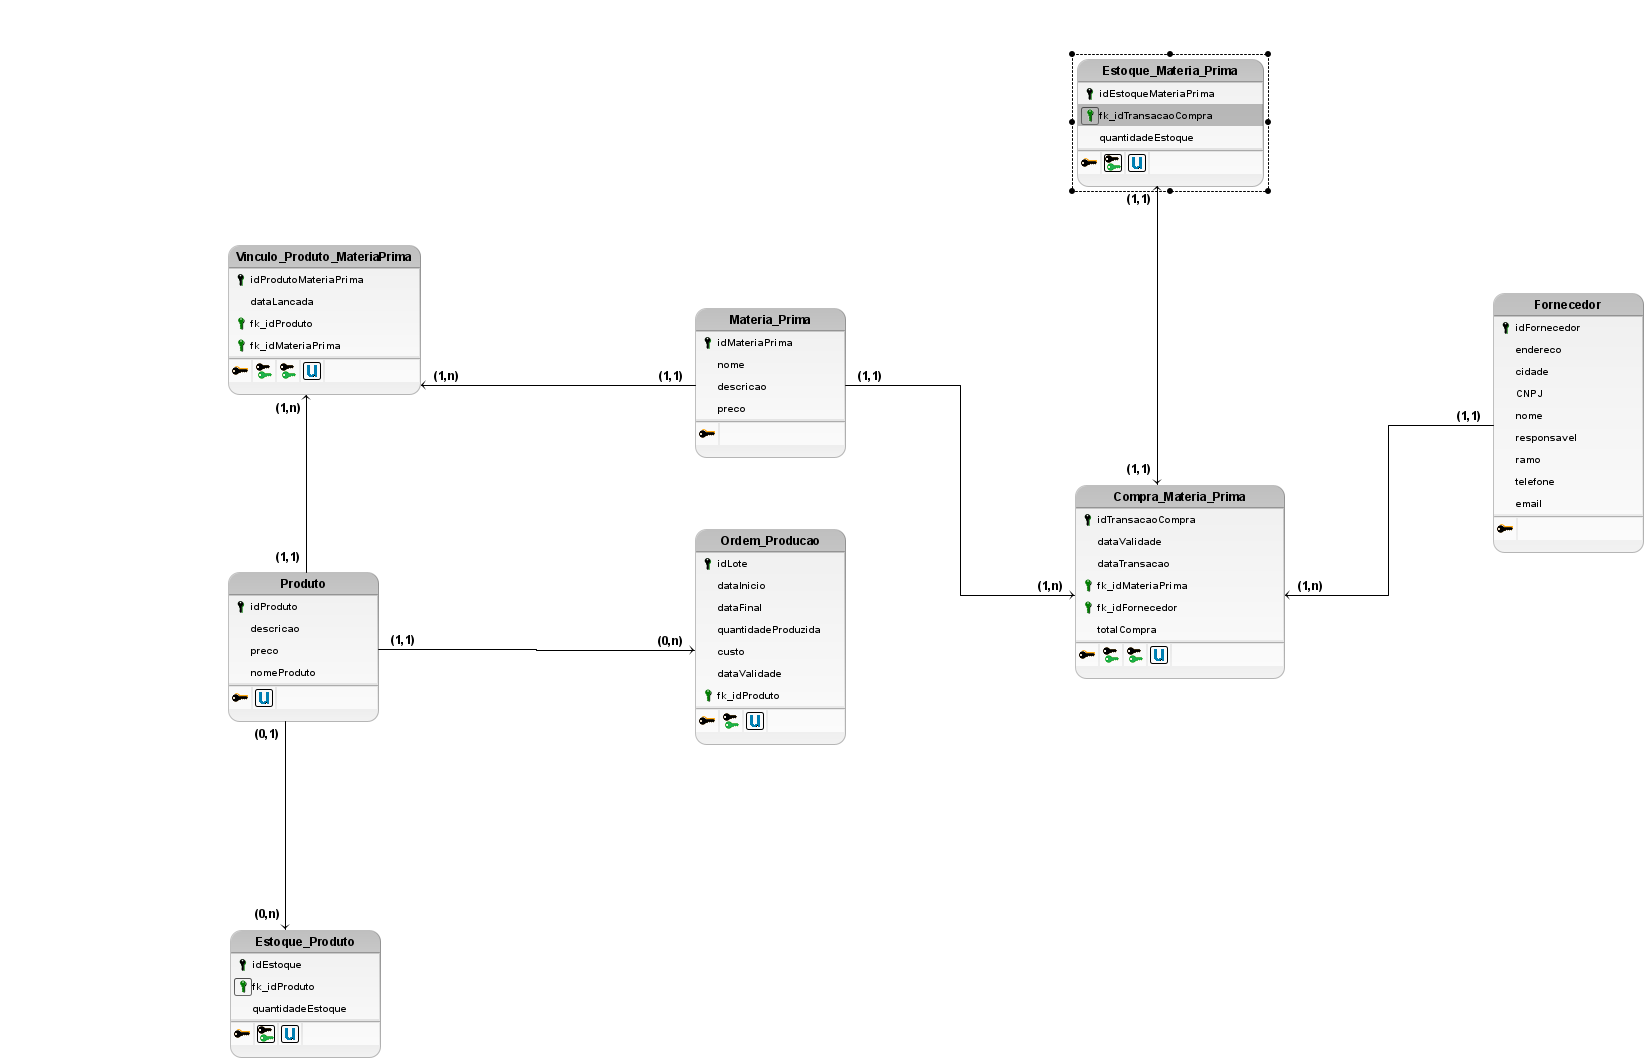 Estoque_Materia_Prima
idEstoqueMateriaPrima
fk_idTransacaoCompra
quantidadeEstoque
U
(1,1)
Vinculo_Produto_MateriaPrima
idProdutoMateriaPrima
dataLancada
fk_idProduto
fk_idMateriaPrima
U
(1,n)
(1,n)
(1,1)
Materia_Prima
idMateriaPrima
nome
descricao
preco
(1,1)
Fornecedor
idFornecedor
endereco
cidade
CNPJ
nome
responsavel
ramo
telefone
email
(1,1)
(1,1)
Compra_Materia_Prima
idTransacaoCompra
dataValidade
dataTransacao
fk_idMateriaPrima
fk_idFornecedor
totalCompra
U
(1,n)
(1,n)
Ordem_Producao
idLote
dataInicio
dataFinal
quantidadeProduzida
custo
dataValidade
fk_idProduto
U
(0,n)
(1,1)
Produto
idProduto
descricao
preco
nomeProduto
U
(1,1)
(0,1)
(0,n)
Estoque_Produto
idEstoque
fk_idProduto
quantidadeEstoque
U